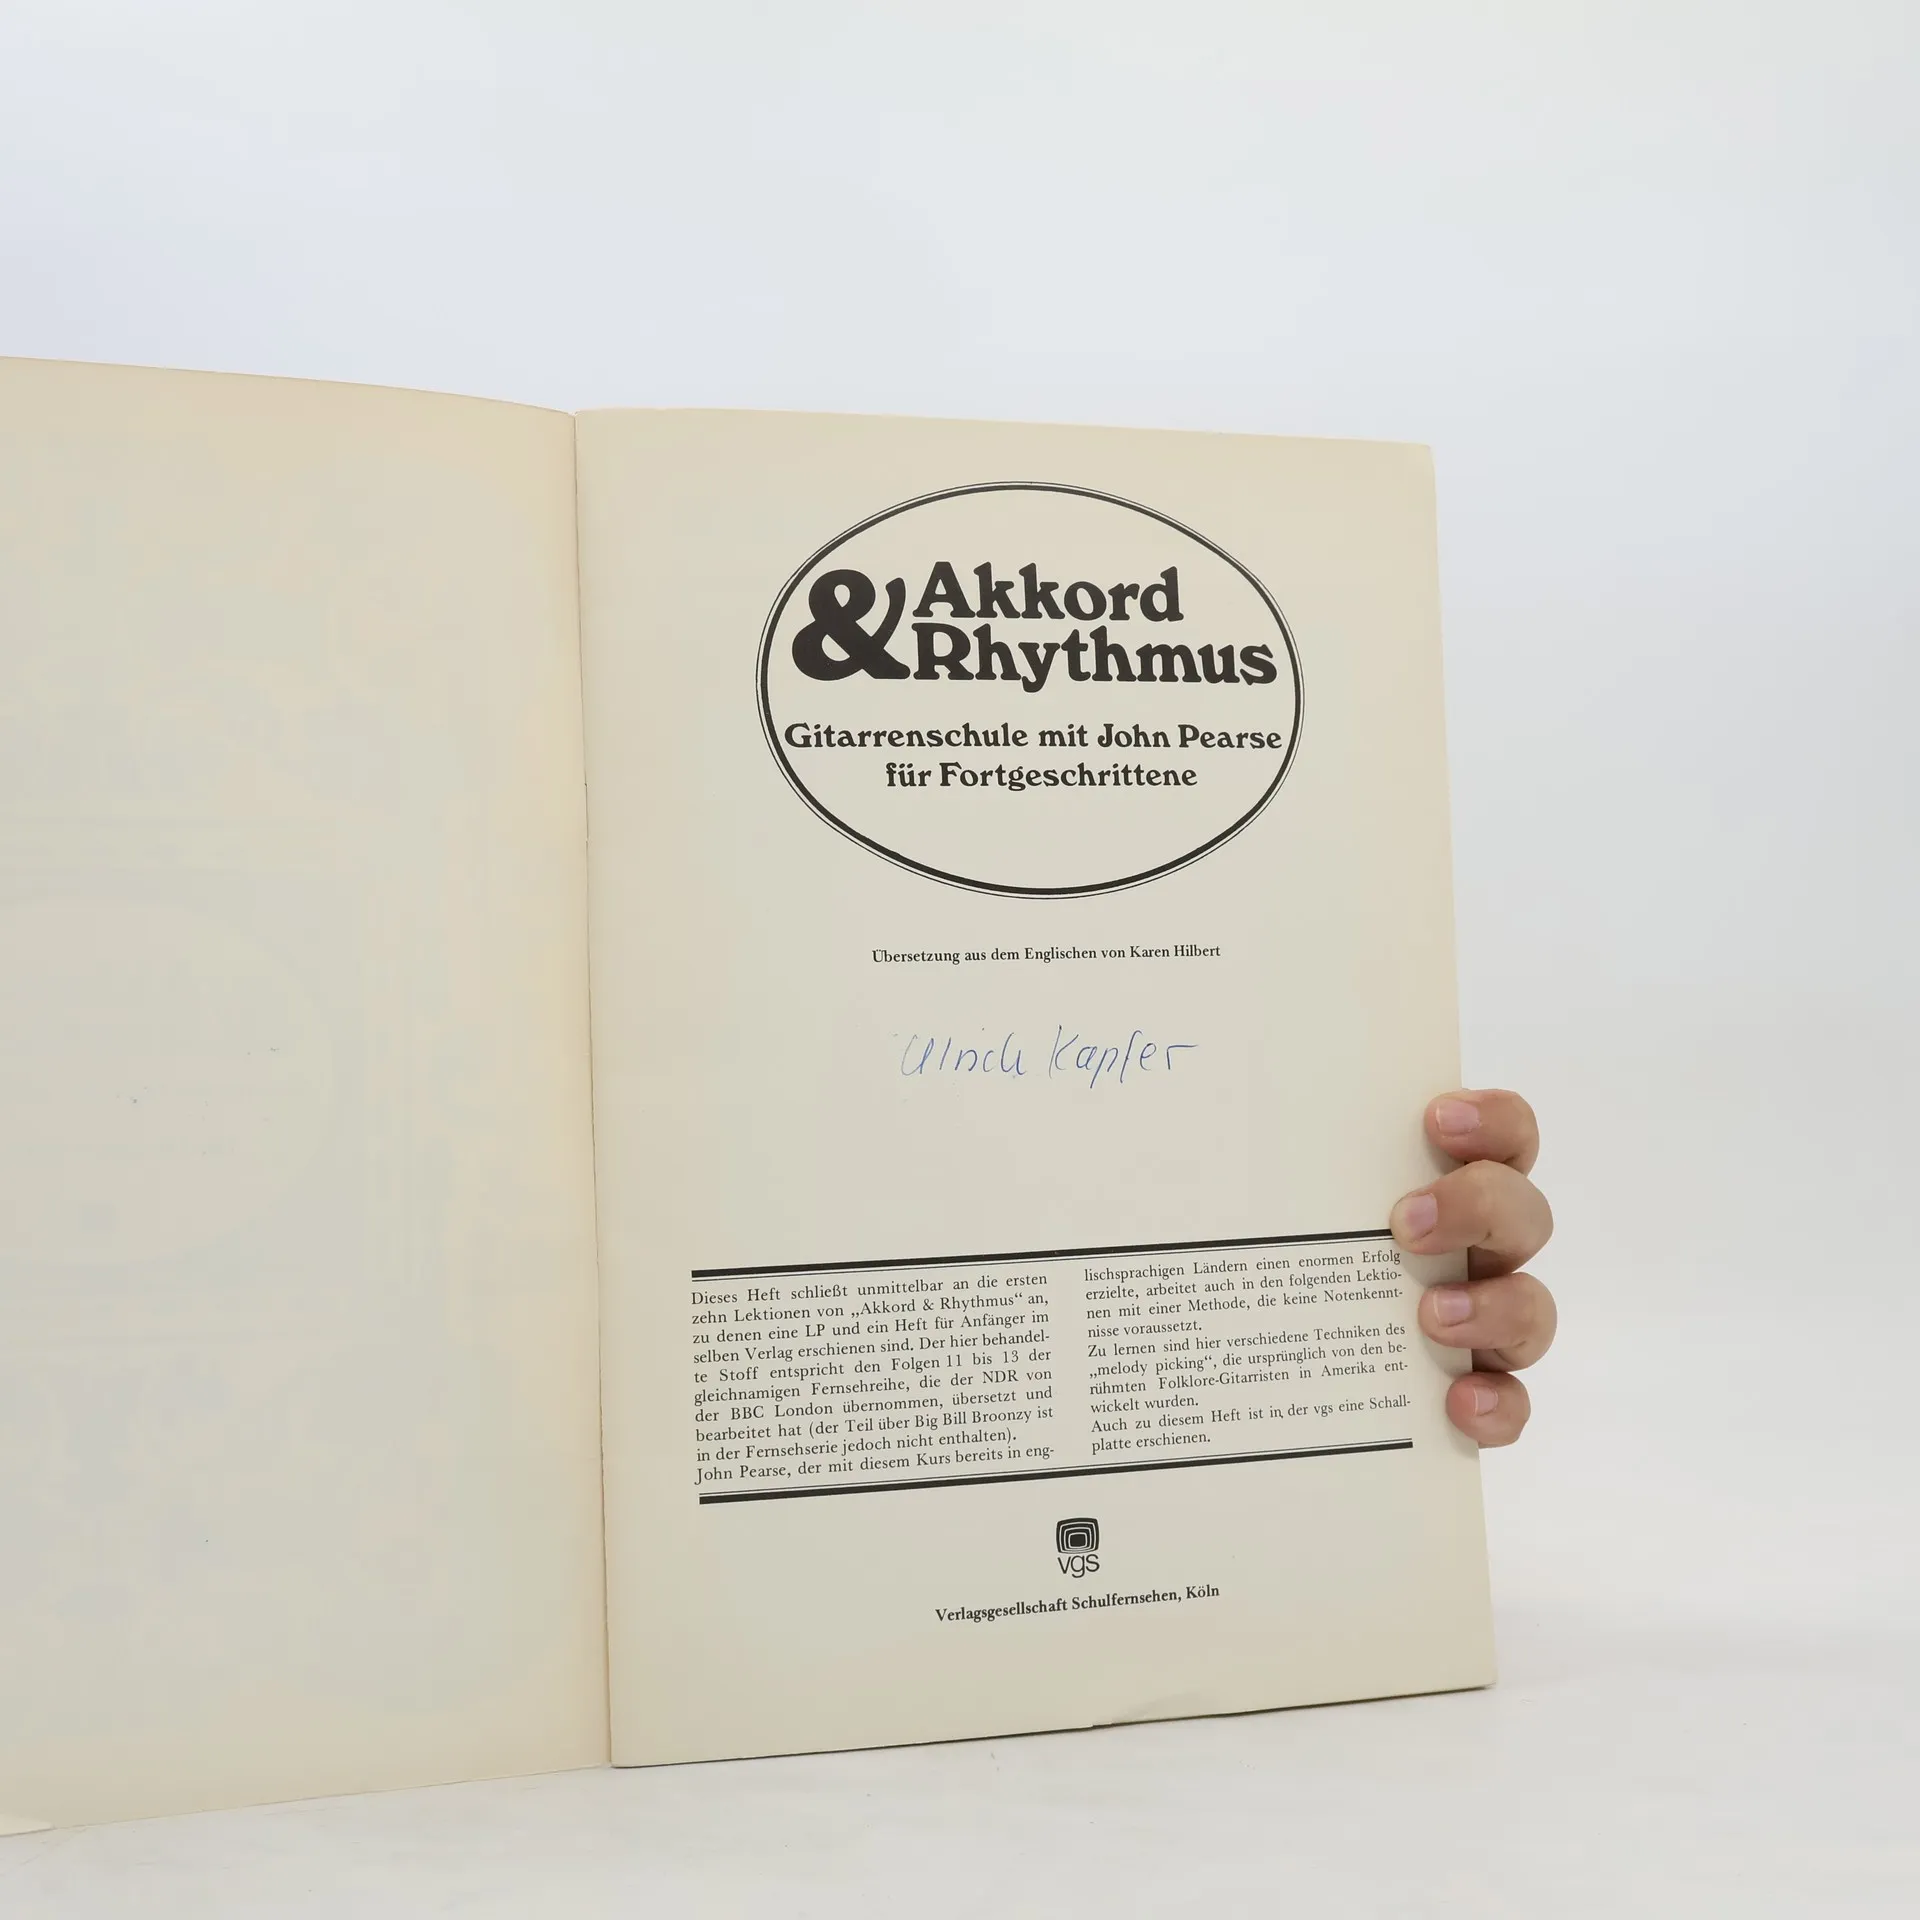 Akkord
& Rhythmus
Gitarrenschule mit John Pearse
für Fortgeschrittene
Übersetzung aus dem Englischen von Karen Hilbert
Ulrich Kapfer
Dieses Heft schließt unmittelbar an die ersten
zehn Lektionen von „Akkord & Rhythmus“ an,
zu denen eine LP und ein Heft für Anfänger im
selben Verlag erschienen sind. Der hier behandel-
te Stoff entspricht den Folgen 11 bis 13 der
gleichnamigen Fernsehreihe, die der NDR von
der BBC London übernommen, übersetzt und
bearbeitet hat (der Teil über Big Bill Broonzy ist
in der Fernsehserie jedoch nicht enthalten).
John Pearse, der mit diesem Kurs bereits in eng-
lischsprachigen Ländern einen enormen Erfolg
erzielte, arbeitet auch in den folgenden Lektio-
nen mit einer Methode, die keine Notenkennt-
nisse voraussetzt.
Zu lernen sind hier verschiedene Techniken des
„melody picking“, die ursprünglich von den be-
rühmten Folklore-Gitarristen in Amerika ent-
wickelt wurden.
Auch zu diesem Heft ist in der vgs eine Schall-
platte erschienen.
vgs
Verlagsgesellschaft Schulfernsehen, Köln